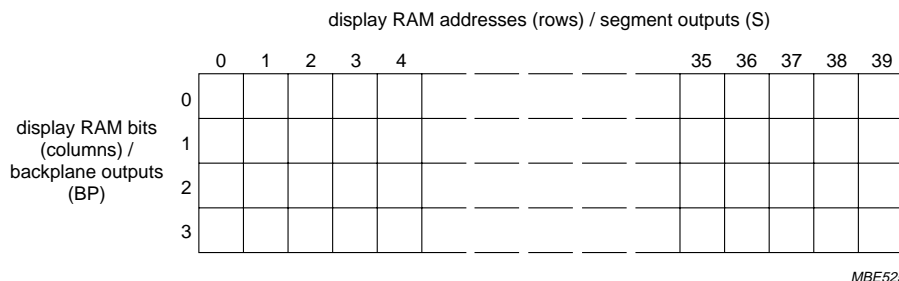 display RAM addresses (rows) / segment outputs (S)
0 1 2 3 4 35 36 37 38 39
0
display RAM bits
1
(columns) /
backplane outputs
2
(BP)
3